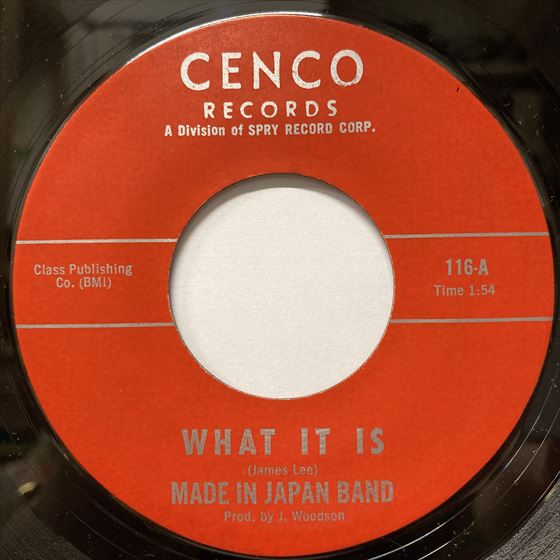 CENCO
RECORDS
A Division of SPRY RECORD CORP.
Class Publishing
Co. (BMI)
116-A
Time 1:54
WHAT IT IS
(James Lee)
MADE IN JAPAN BAND
Prod. by J. Woodson